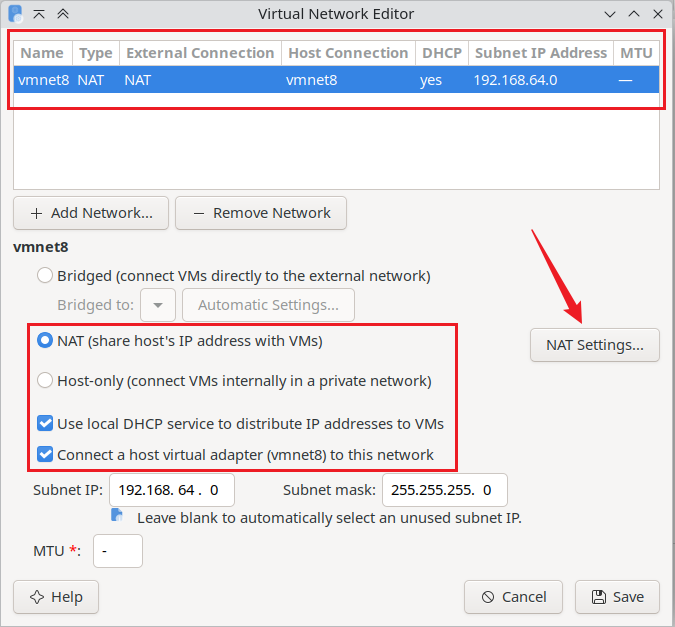 Virtual Network Editor
Name Type External Connection Host Connection DHCP Subnet IP Address MTU
vmnet8 NAT NAT vmnet8 yes 192.168.64.0 —
+ Add Network... − Remove Network
vmnet8
Bridged (connect VMs directly to the external network)
Bridged to: Automatic Settings...
NAT (share host's IP address with VMs)
NAT Settings...
Host-only (connect VMs internally in a private network)
Use local DHCP service to distribute IP addresses to VMs
Connect a host virtual adapter (vmnet8) to this network
Subnet IP: 192.168. 64 . 0 Subnet mask: 255.255.255. 0
Leave blank to automatically select an unused subnet IP.
MTU *: -
Help Cancel Save